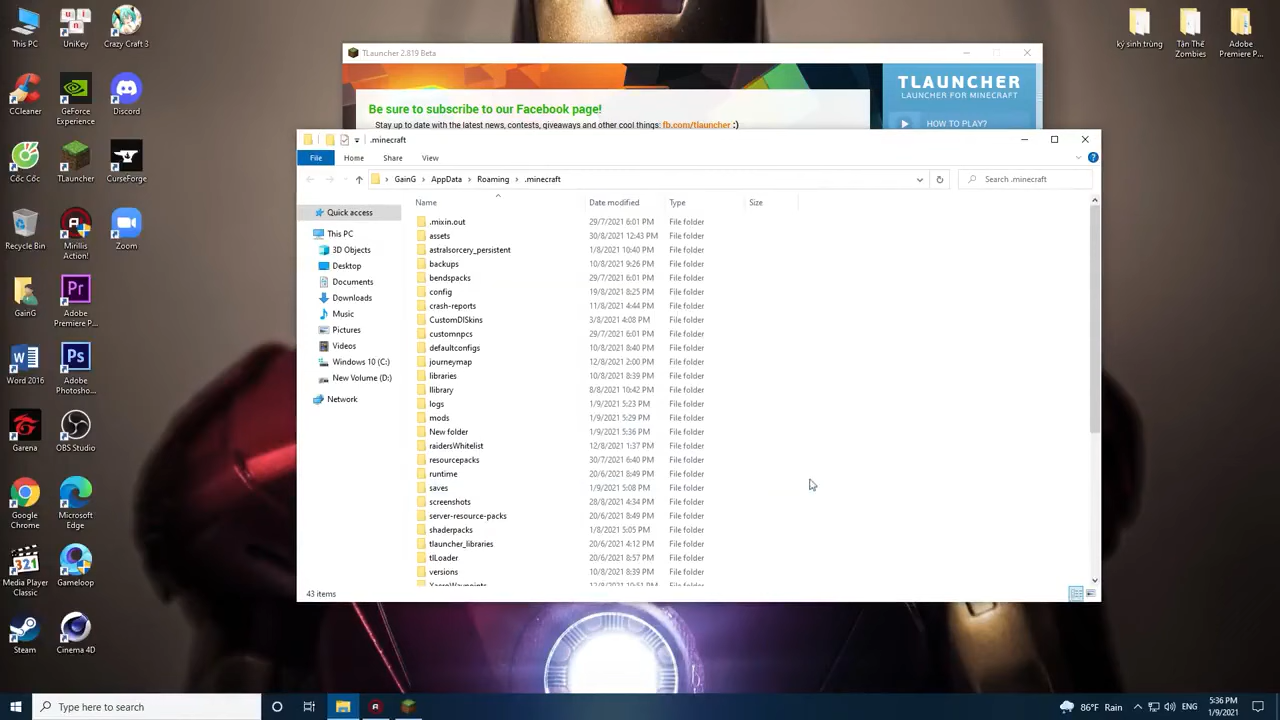 This PC
UniKey
Crazy Craft 3
CCleaner
GeForce Experience
Discord
Cốc Cốc
TLauncher
CurseForge
Recycle Bin
Mirillis Action!
Zoom
GainG
Adobe Premiere P...
Word 2016
Adobe Photosho...
Garena
OBS Studio
Google Chrome
Microsoft Edge
Media Player Classic
Gameloop
Steam
Cinema 4D
ký sinh trùng
Tân Thế Zombies
Adobe Premiere P...
TLauncher 2.819 Beta
Be sure to subscribe to our Facebook page!
Stay up to date with the latest news, contests, giveaways and other cool things: fb.com/tlauncher :)
TLAUNCHER
LAUNCHER FOR MINECRAFT
HOW TO PLAY?
.minecraft
File Home Share View
GainG > AppData > Roaming > .minecraft
Search .minecraft
Quick access
This PC
3D Objects
Desktop
Documents
Downloads
Music
Pictures
Videos
Windows 10 (C:)
New Volume (D:)
Network
Name Date modified Type Size
.mixin.out 29/7/2021 6:01 PM File folder
assets 30/8/2021 12:43 PM File folder
astralsorcery_persistent 1/8/2021 10:40 PM File folder
backups 10/8/2021 9:26 PM File folder
bendspacks 29/7/2021 6:01 PM File folder
config 19/8/2021 8:25 PM File folder
crash-reports 11/8/2021 4:44 PM File folder
CustomDISkins 3/8/2021 4:08 PM File folder
customnpcs 29/7/2021 6:01 PM File folder
defaultconfigs 10/8/2021 8:40 PM File folder
journeymap 12/8/2021 2:00 PM File folder
libraries 10/8/2021 8:39 PM File folder
llibrary 8/8/2021 10:42 PM File folder
logs 1/9/2021 5:23 PM File folder
mods 1/9/2021 5:29 PM File folder
New folder 1/9/2021 5:36 PM File folder
raidersWhitelist 12/8/2021 1:37 PM File folder
resourcepacks 30/7/2021 6:40 PM File folder
runtime 20/6/2021 8:49 PM File folder
saves 1/9/2021 5:08 PM File folder
screenshots 28/8/2021 4:34 PM File folder
server-resource-packs 20/6/2021 8:49 PM File folder
shaderpacks 1/8/2021 5:05 PM File folder
tlauncher_libraries 20/6/2021 4:12 PM File folder
tlLoader 20/6/2021 8:57 PM File folder
versions 10/8/2021 8:39 PM File folder
XaeroWaypoints 12/8/2021 10:51 PM File folder
43 items
Type here to search
86°F Rain
ENG
5:36 PM
1/9/2021